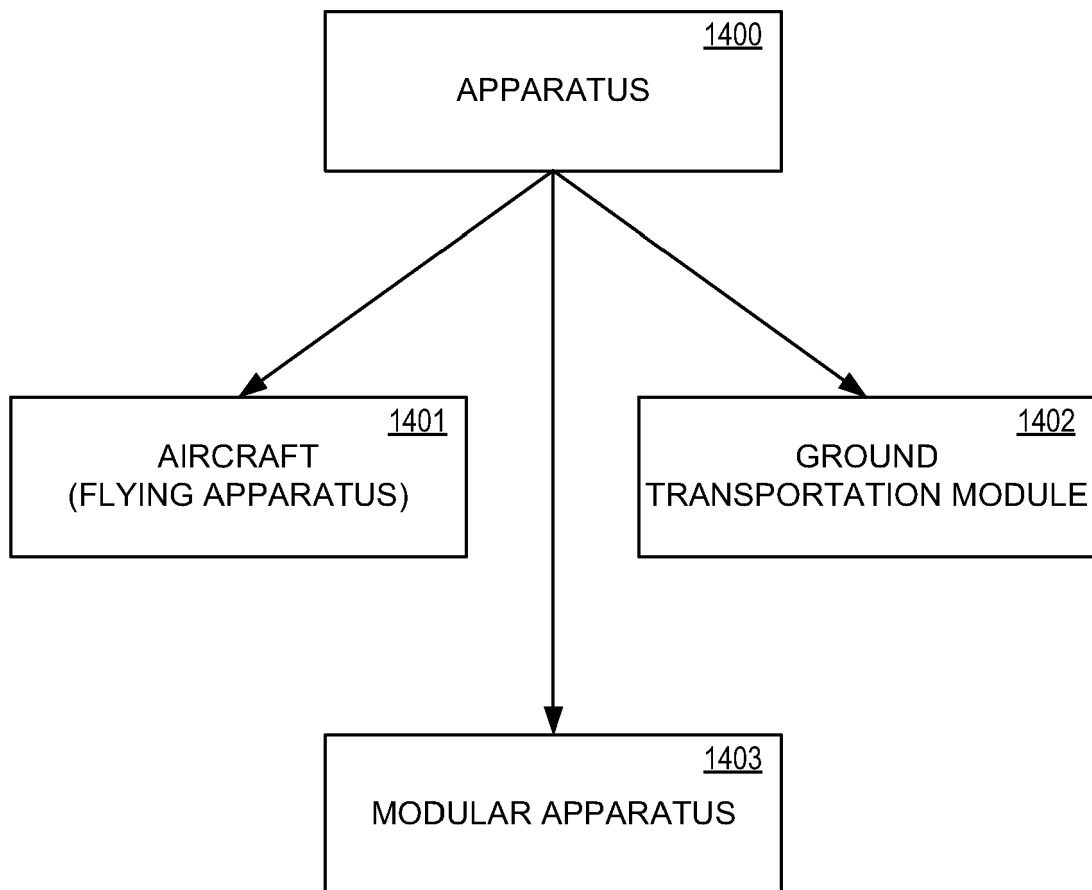 1400
APPARATUS
1401
AIRCRAFT
(FLYING APPARATUS)
1402
GROUND
TRANSPORTATION MODULE
1403
MODULAR APPARATUS